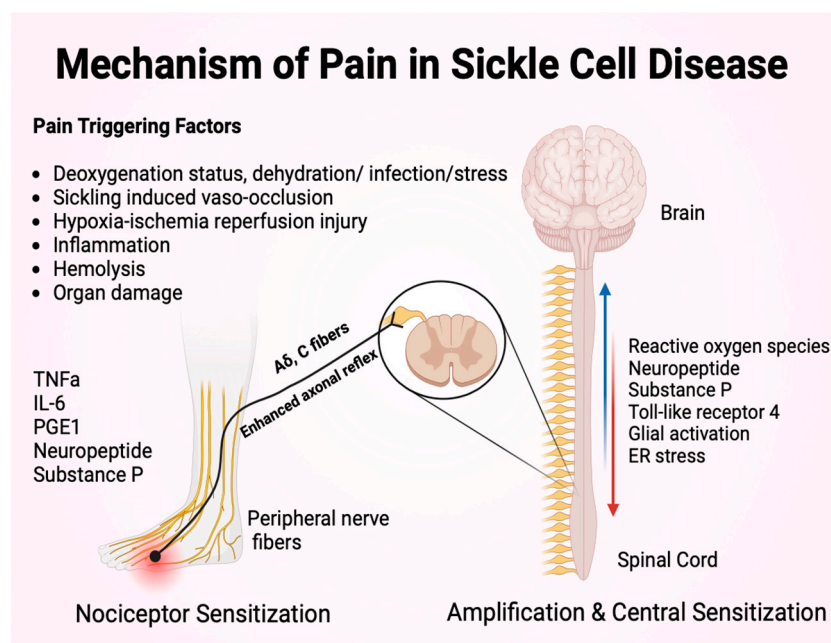 Mechanism of Pain in Sickle Cell Disease
Pain Triggering Factors
• Deoxygenation status, dehydration/ infection/stress
• Sickling induced vaso-occlusion
• Hypoxia-ischemia reperfusion injury
• Inflammation
• Hemolysis
• Organ damage
Brain
Aδ, C fibers
Enhanced axonal reflex
TNFa
IL-6
PGE1
Neuropeptide
Substance P
Reactive oxygen species
Neuropeptide
Substance P
Toll-like receptor 4
Glial activation
ER stress
Peripheral nerve
fibers
Spinal Cord
Nociceptor Sensitization
Amplification & Central Sensitization